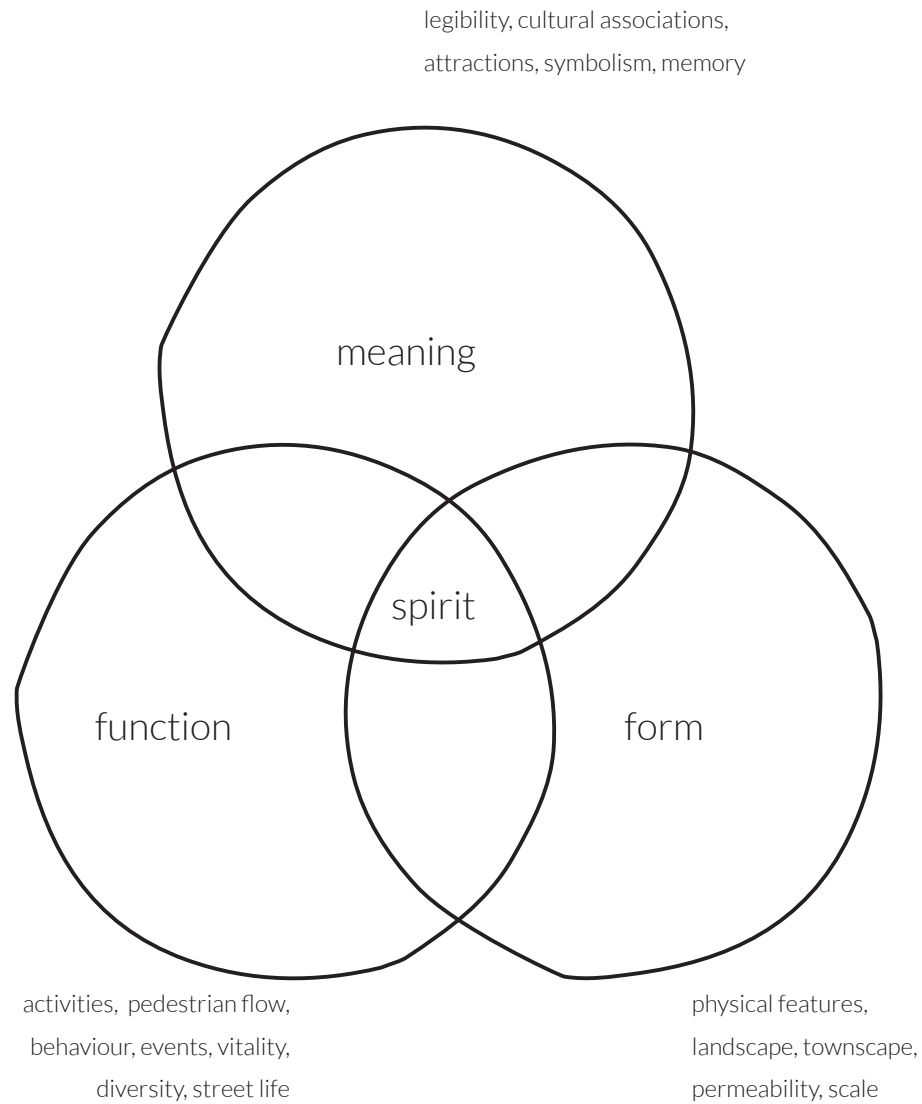 legibility, cultural associations,
attractions, symbolism, memory
meaning
spirit
function
form
activities, pedestrian flow,
behaviour, events, vitality,
diversity, street life
physical features,
landscape, townscape,
permeability, scale